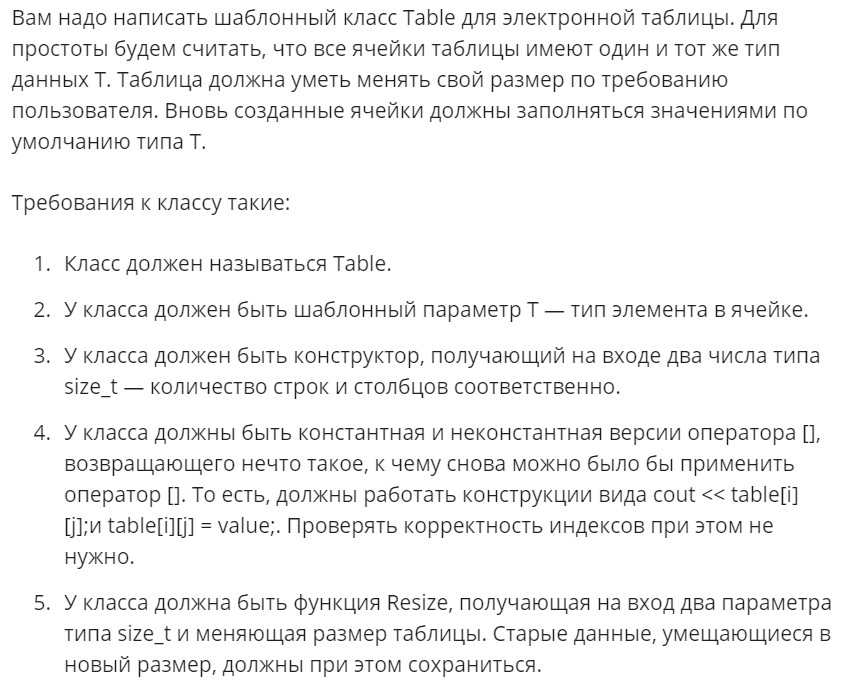 Вам надо написать шаблонный класс Table для электронной таблицы. Для
простоты будем считать, что все ячейки таблицы имеют один и тот же тип
данных T. Таблица должна уметь менять свой размер по требованию
пользователя. Вновь созданные ячейки должны заполняться значениями по
умолчанию типа T.
Требования к классу такие:
1. Класс должен называться Table.
2. У класса должен быть шаблонный параметр T — тип элемента в ячейке.
3. У класса должен быть конструктор, получающий на входе два числа типа
size_t — количество строк и столбцов соответственно.
4. У класса должны быть константная и неконстантная версии оператора [],
возвращающего нечто такое, к чему снова можно было бы применить
оператор []. То есть, должны работать конструкции вида cout << table[i]
[j];и table[i][j] = value;. Проверять корректность индексов при этом не
нужно.
5. У класса должна быть функция Resize, получающая на вход два параметра
типа size_t и меняющая размер таблицы. Старые данные, умещающиеся в
новый размер, должны при этом сохраниться.